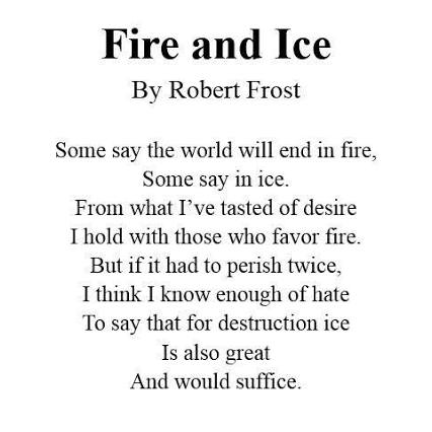 Fire and Ice
By Robert Frost
Some say the world will end in fire,
Some say in ice.
From what I’ve tasted of desire
I hold with those who favor fire.
But if it had to perish twice,
I think I know enough of hate
To say that for destruction ice
Is also great
And would suffice.